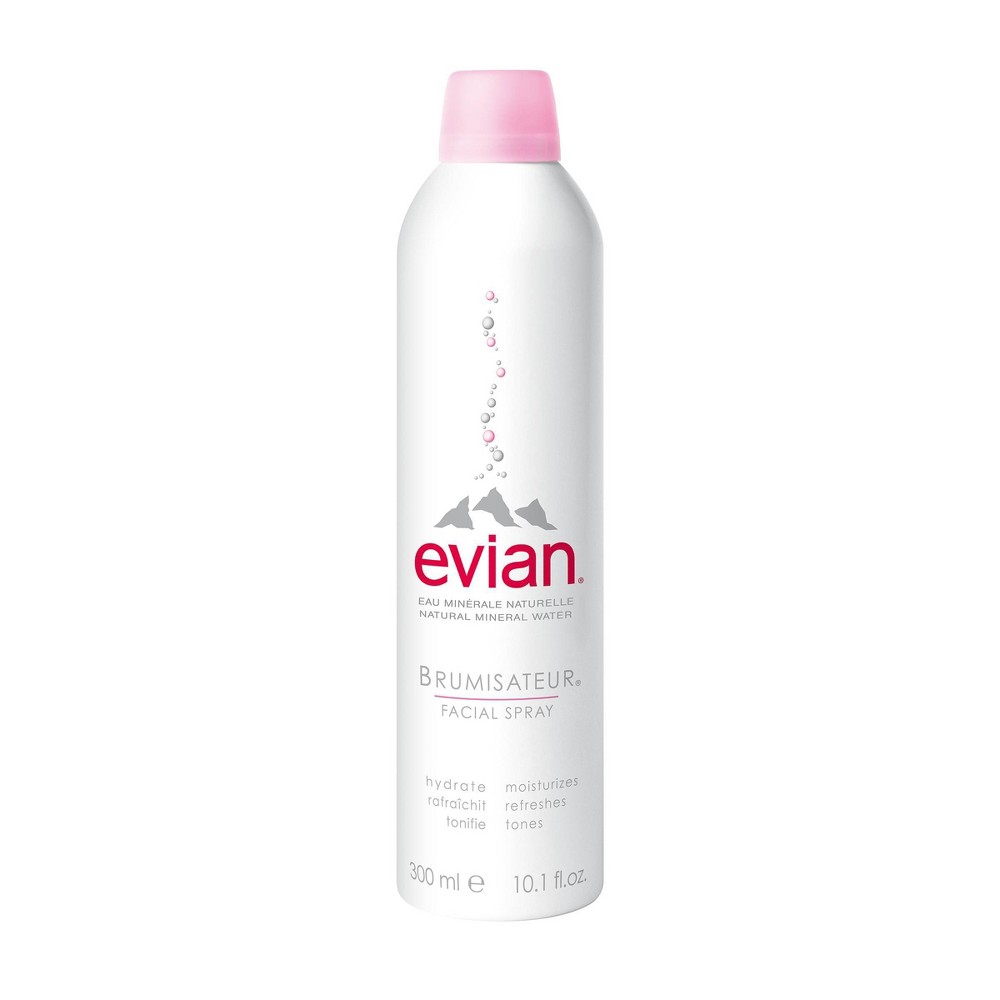 evian®
EAU MINÉRALE NATURELLE
NATURAL MINERAL WATER
BRUMISATEUR®
FACIAL SPRAY
hydrate moisturizes
rafraîchit refreshes
tonifie tones
300 ml ℮ 10.1 fl.oz.